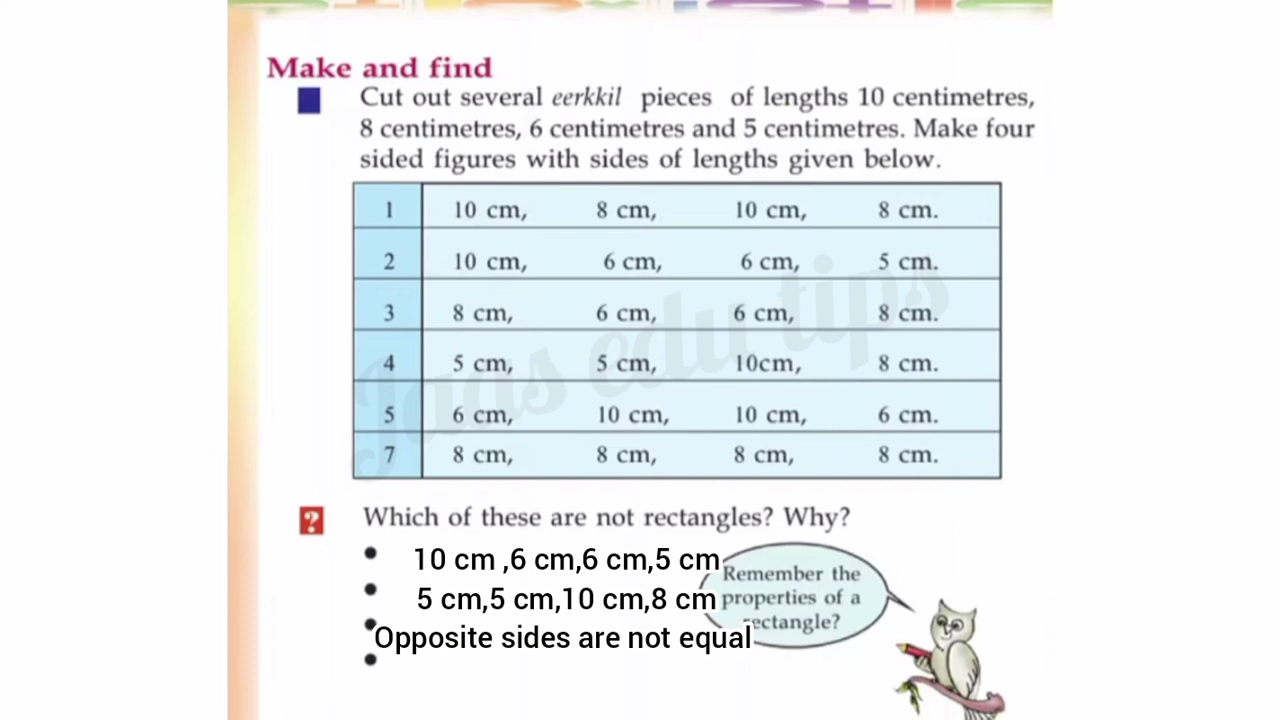 Make and find
Cut out several eerkkil pieces of lengths 10 centimetres,
8 centimetres, 6 centimetres and 5 centimetres. Make four
sided figures with sides of lengths given below.
1 10 cm, 8 cm, 10 cm, 8 cm.
2 10 cm, 6 cm, 6 cm, 5 cm.
3 8 cm, 6 cm, 6 cm, 8 cm.
4 5 cm, 5 cm, 10cm, 8 cm.
5 6 cm, 10 cm, 10 cm, 6 cm.
7 8 cm, 8 cm, 8 cm, 8 cm.
Jaas edu tips
? Which of these are not rectangles? Why?
• 10 cm ,6 cm,6 cm,5 cm
• 5 cm,5 cm,10 cm,8 cm
• Opposite sides are not equal
•
Remember the
properties of a
rectangle?